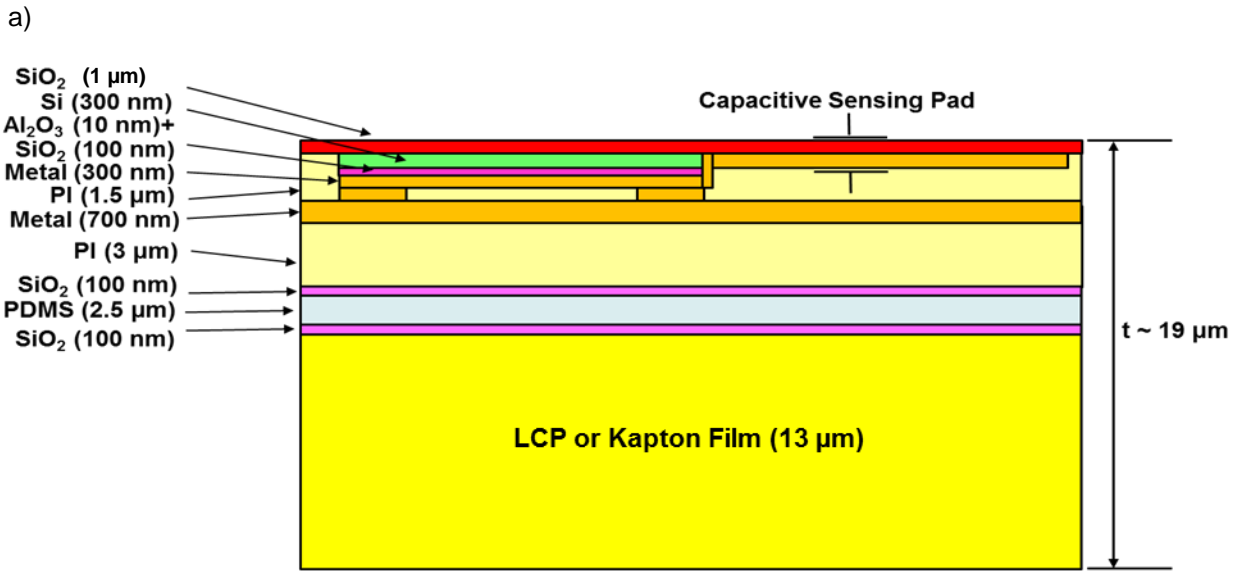 a)
SiO₂ (1 µm)
Si (300 nm)
Al₂O₃ (10 nm)+
SiO₂ (100 nm)
Metal (300 nm)
PI (1.5 µm)
Metal (700 nm)
PI (3 µm)
SiO₂ (100 nm)
PDMS (2.5 µm)
SiO₂ (100 nm)
Capacitive Sensing Pad
t ~ 19 µm
LCP or Kapton Film (13 µm)